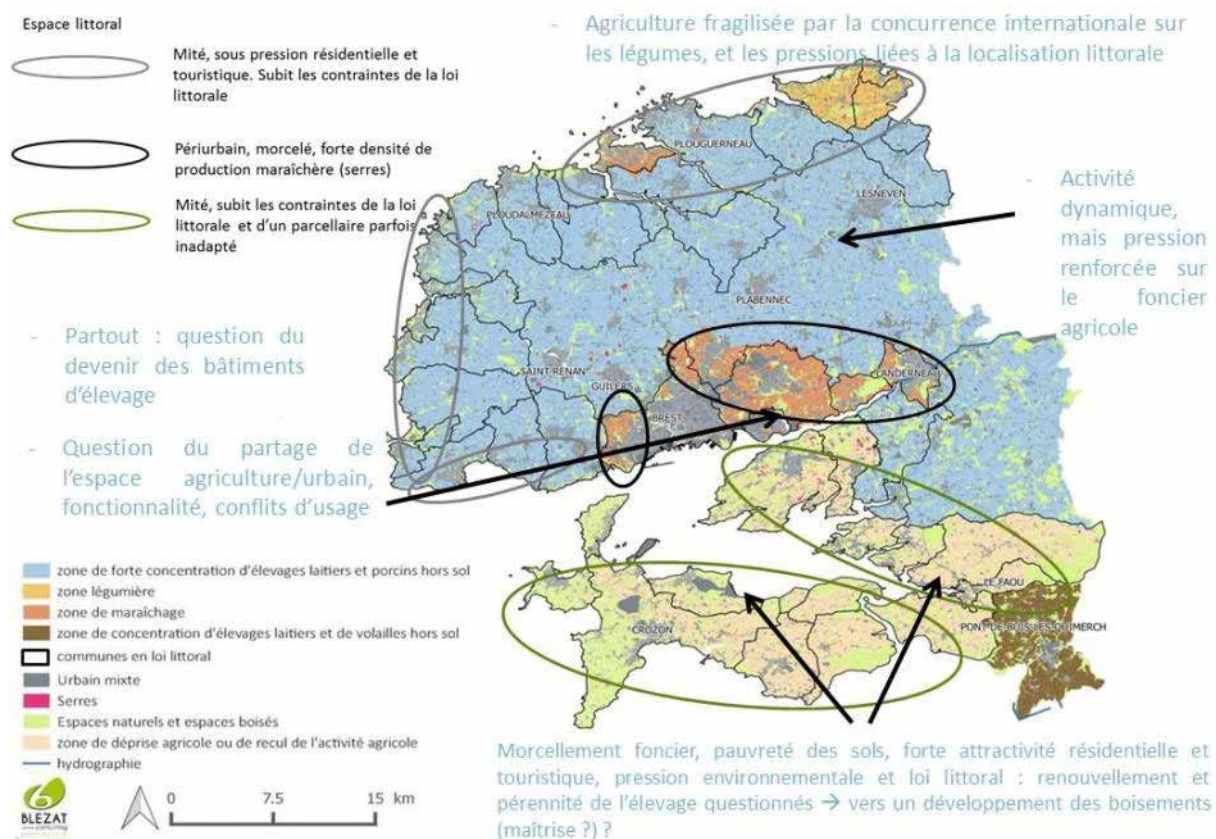 Espace littoral
Mité, sous pression résidentielle et
touristique. Subit les contraintes de la loi
littorale
Périurbain, morcelé, forte densité de
production maraîchère (serres)
Mité, subit les contraintes de la loi
littorale et d'un parcellaire parfois
inadapté
- Agriculture fragilisée par la concurrence internationale sur
les légumes, et les pressions liées à la localisation littorale
- Activité
dynamique,
mais pression
renforcée sur
le foncier
agricole
- Partout : question du
devenir des bâtiments
d'élevage
- Question du partage de
l'espace agriculture/urbain,
fonctionnalité, conflits d'usage
PLOUGUERNEAU
LESNEVEN
PLOUDALMEZEAU
PLABENNEC
SAINT RENAN
GUILERS
LANDERNEAU
BREST
LE FAOU
CROZON
PONT DE BUIS LES QUIMERCH
zone de forte concentration d'élevages laitiers et porcins hors sol
zone légumière
zone de maraîchage
zone de concentration d'élevages laitiers et de volailles hors sol
communes en loi littoral
Urbain mixte
Serres
Espaces naturels et espaces boisés
zone de déprise agricole ou de recul de l'activité agricole
hydrographie
BLEZAT
consulting
0 7.5 15 km
Morcellement foncier, pauvreté des sols, forte attractivité résidentielle et
touristique, pression environnementale et loi littoral : renouvellement et
pérennité de l'élevage questionnés → vers un développement des boisements
(maîtrise ?) ?